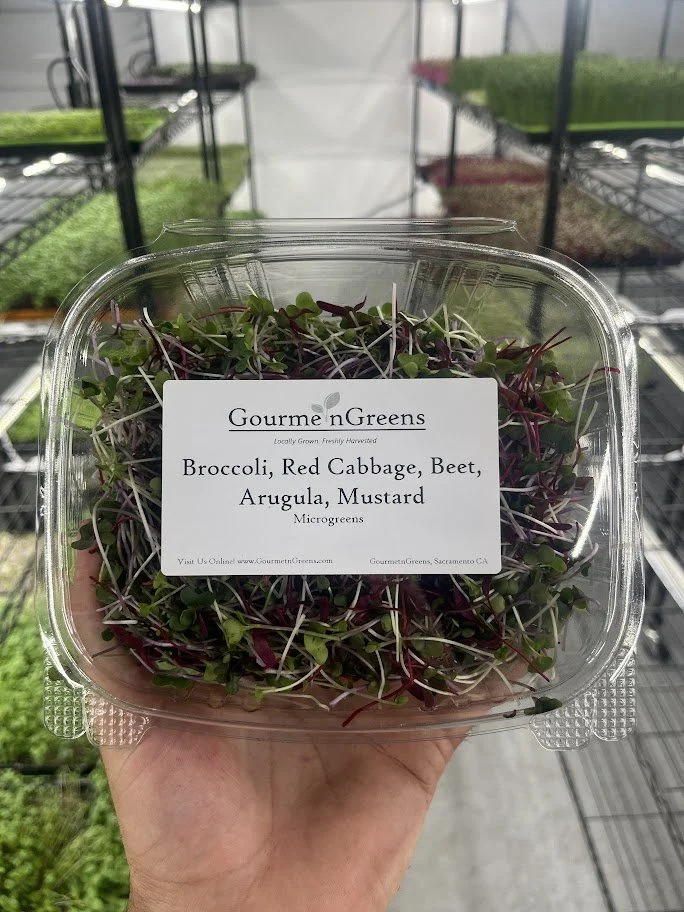 GourmetnGreens
Locally Grown. Freshly Harvested
Broccoli, Red Cabbage, Beet,
Arugula, Mustard
Microgreens
Visit Us Online! www.GourmetnGreens.com
GourmetnGreens, Sacramento CA